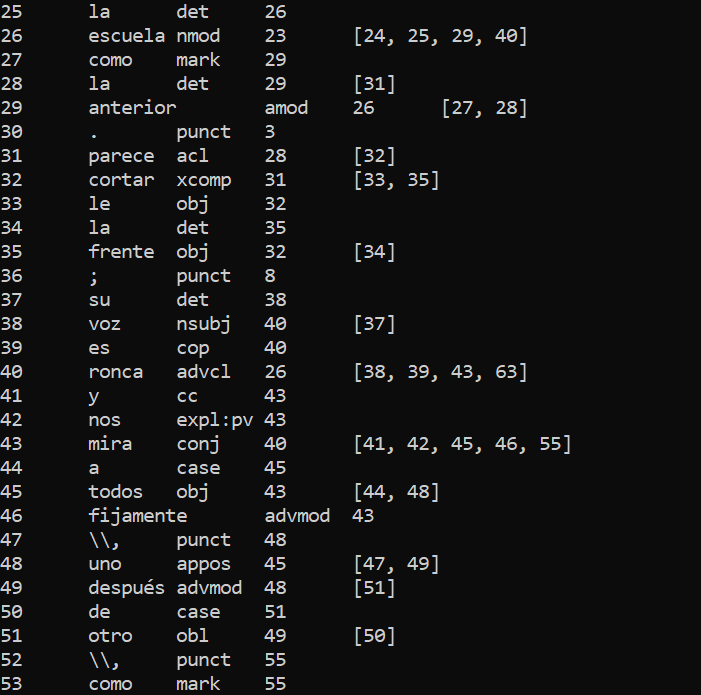 25 la det 26
26 escuela nmod 23 [24, 25, 29, 40]
27 como mark 29
28 la det 29 [31]
29 anterior amod 26 [27, 28]
30 . punct 3
31 parece acl 28 [32]
32 cortar xcomp 31 [33, 35]
33 le obj 32
34 la det 35
35 frente obj 32 [34]
36 ; punct 8
37 su det 38
38 voz nsubj 40 [37]
39 es cop 40
40 ronca advcl 26 [38, 39, 43, 63]
41 y cc 43
42 nos expl:pv 43
43 mira conj 40 [41, 42, 45, 46, 55]
44 a case 45
45 todos obj 43 [44, 48]
46 fijamente advmod 43
47 \\, punct 48
48 uno appos 45 [47, 49]
49 después advmod 48 [51]
50 de case 51
51 otro obl 49 [50]
52 \\, punct 55
53 como mark 55